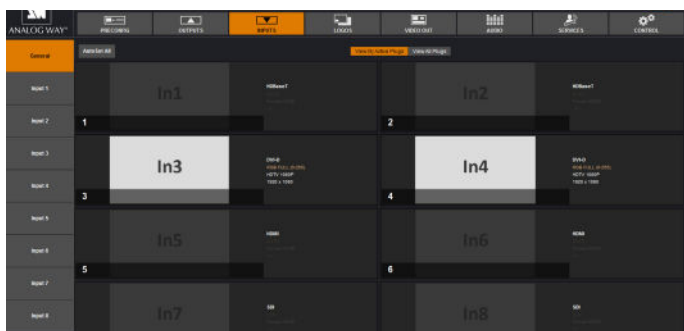 ANALOG WAY®
PRECONFIG
OUTPUTS
INPUTS
LOGOS
VIDEO OUT
AUDIO
SERVICES
CONTROL
General
AutoSet All
View By Active Plugs
View All Plugs
Input 1
In1
HDBaseT
1
In2
HDBaseT
2
Input 2
Input 3
In3
DVI-D
HDTV 1080P
1920 x 1080
3
In4
DVI-D
HDTV 1080P
1920 x 1080
4
Input 4
Input 5
In5
HDMI
5
In6
HDMI
6
Input 6
Input 7
In7
SDI
In8
SDI
Input 8